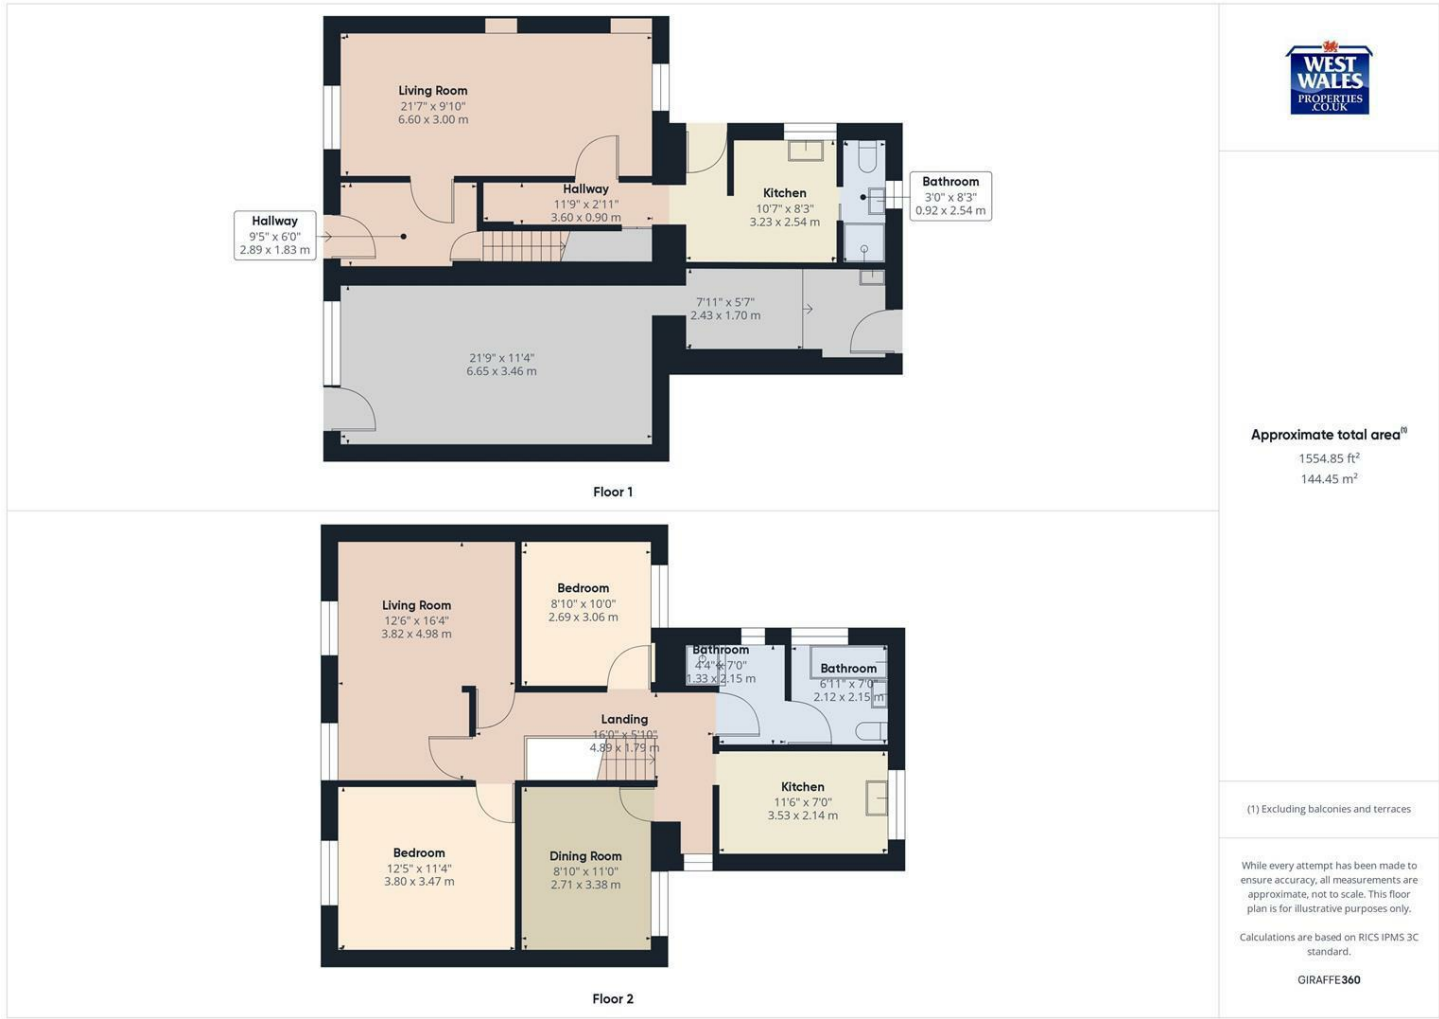 Living Room
21'7" x 9'10"
6.60 x 3.00 m
Hallway
9'5" x 6'0"
2.89 x 1.83 m
Hallway
11'9" x 2'11"
3.60 x 0.90 m
Kitchen
10'7" x 8'3"
3.23 x 2.54 m
Bathroom
3'0" x 8'3"
0.92 x 2.54 m
7'11" x 5'7"
2.43 x 1.70 m
21'9" x 11'4"
6.65 x 3.46 m
Floor 1
Living Room
12'6" x 16'4"
3.82 x 4.98 m
Bedroom
8'10" x 10'0"
2.69 x 3.06 m
Bathroom
4'4" x 7'0"
1.33 x 2.15 m
Bathroom
6'11" x 7'0"
2.12 x 2.15 m
Landing
16'0" x 5'10"
4.89 x 1.79 m
Kitchen
11'6" x 7'0"
3.53 x 2.14 m
Bedroom
12'5" x 11'4"
3.80 x 3.47 m
Dining Room
8'10" x 11'0"
2.71 x 3.38 m
Floor 2
WEST
WALES
PROPERTIES
.CO.UK
Approximate total area(1)
1554.85 ft²
144.45 m²
(1) Excluding balconies and terraces
While every attempt has been made to
ensure accuracy, all measurements are
approximate, not to scale. This floor
plan is for illustrative purposes only.
Calculations are based on RICS IPMS 3C
standard.
GIRAFFE360